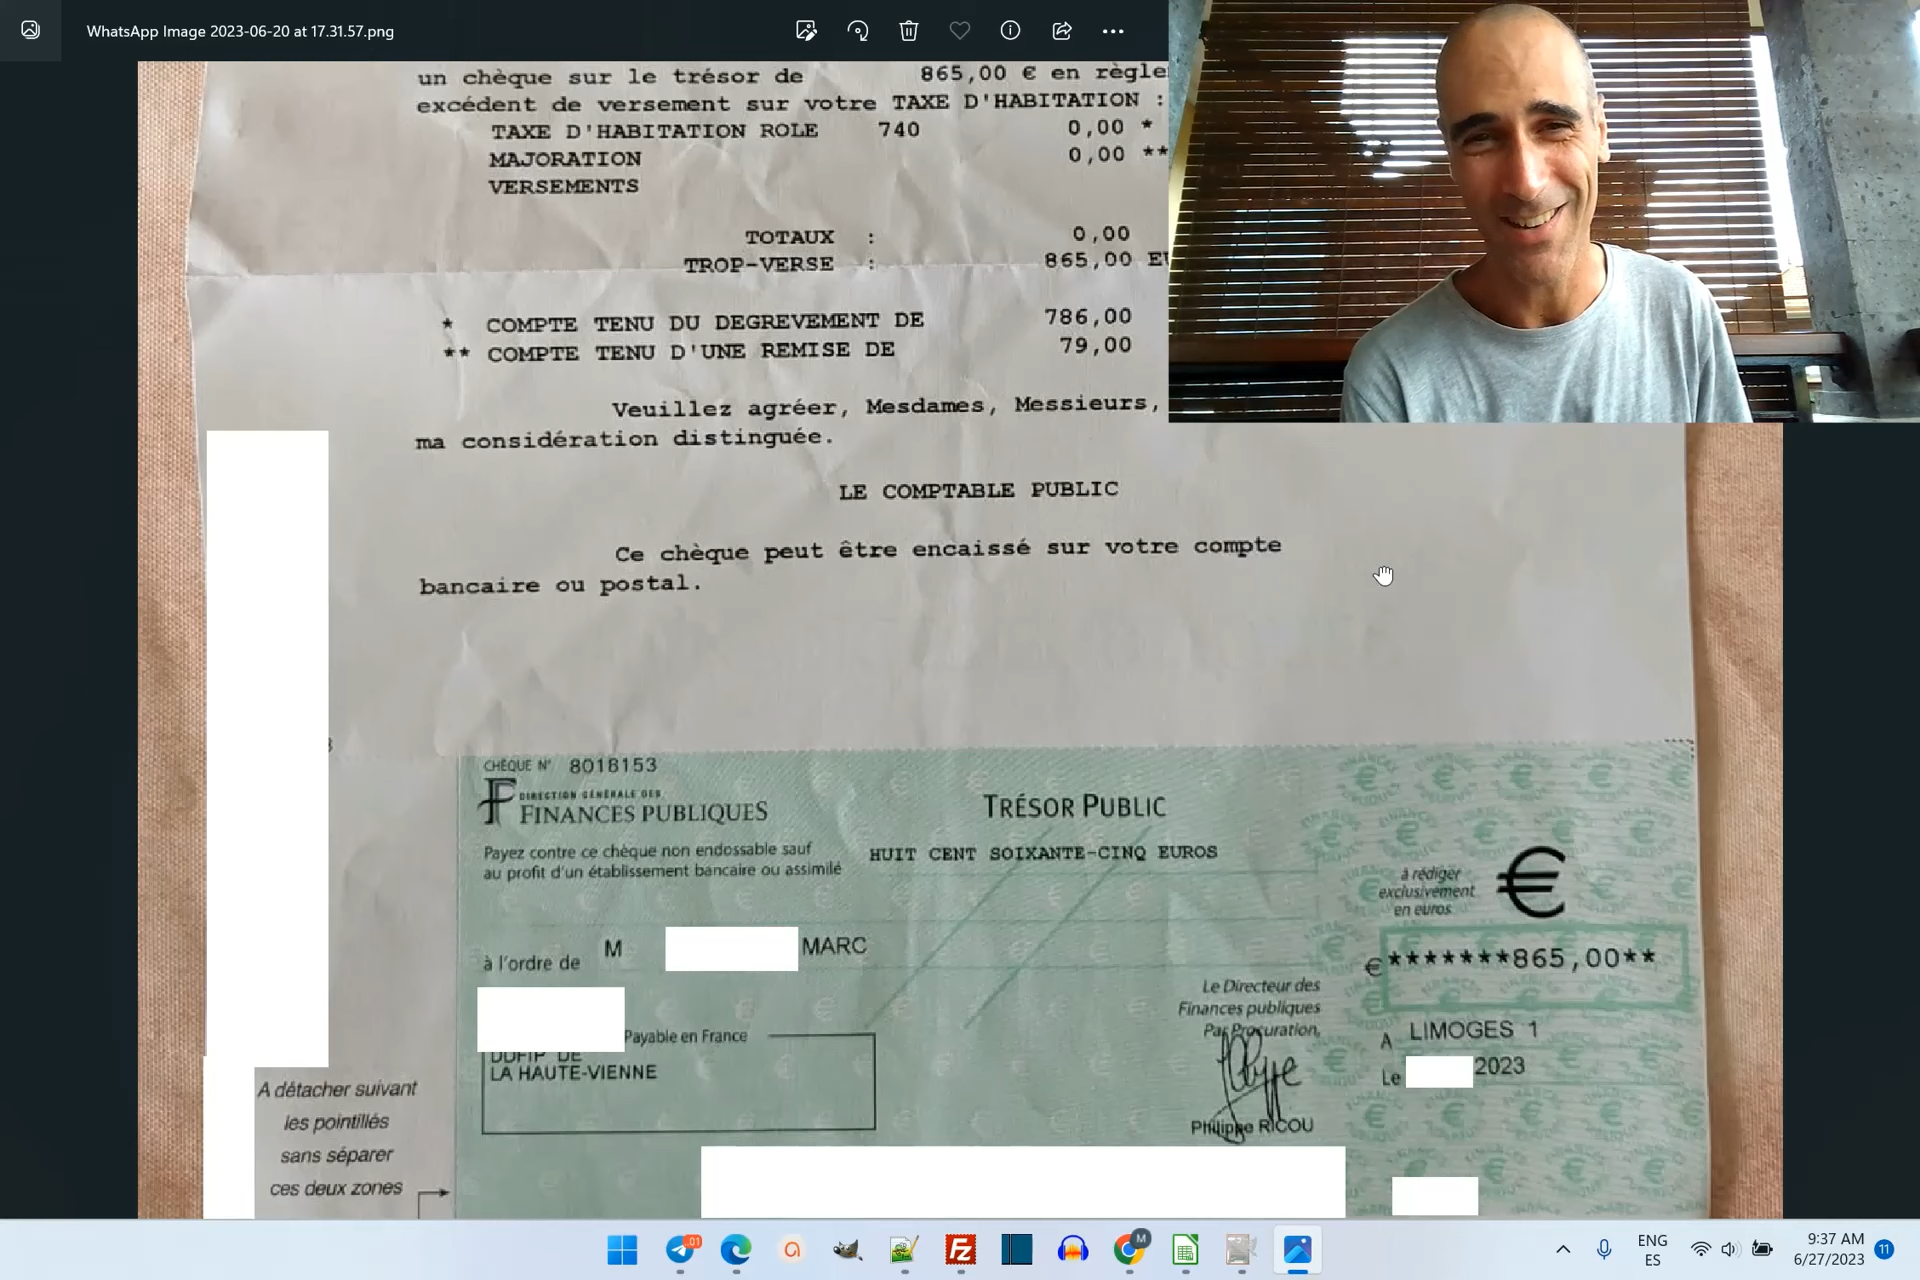 WhatsApp Image 2023-06-20 at 17.31.57.png
un chèque sur le trésor de 865,00 € en règle
excédent de versement sur votre TAXE D'HABITATION :
TAXE D'HABITATION ROLE 740 0,00 *
MAJORATION 0,00 **
VERSEMENTS
TOTAUX : 0,00
TROP-VERSE : 865,00
* COMPTE TENU DU DEGREVEMENT DE 786,00
** COMPTE TENU D'UNE REMISE DE 79,00
Veuillez agréer, Mesdames, Messieurs,
ma considération distinguée.
LE COMPTABLE PUBLIC
Ce chèque peut être encaissé sur votre compte
bancaire ou postal.
CHÈQUE N° 8018153
DIRECTION GÉNÉRALE DES
FINANCES PUBLIQUES
TRÉSOR PUBLIC
Payez contre ce chèque non endossable sauf
au profit d'un établissement bancaire ou assimilé
HUIT CENT SOIXANTE-CINQ EUROS
à rédiger
exclusivement
en euros
€
à l'ordre de M MARC
€ *******865,00**
Le Directeur des
Finances publiques
Par Procuration,
A LIMOGES 1
Le 2023
Payable en France
DDFIP DE
LA HAUTE-VIENNE
Philippe RICOU
A détacher suivant
les pointillés
sans séparer
ces deux zones
ENG
ES
9:37 AM
6/27/2023
11